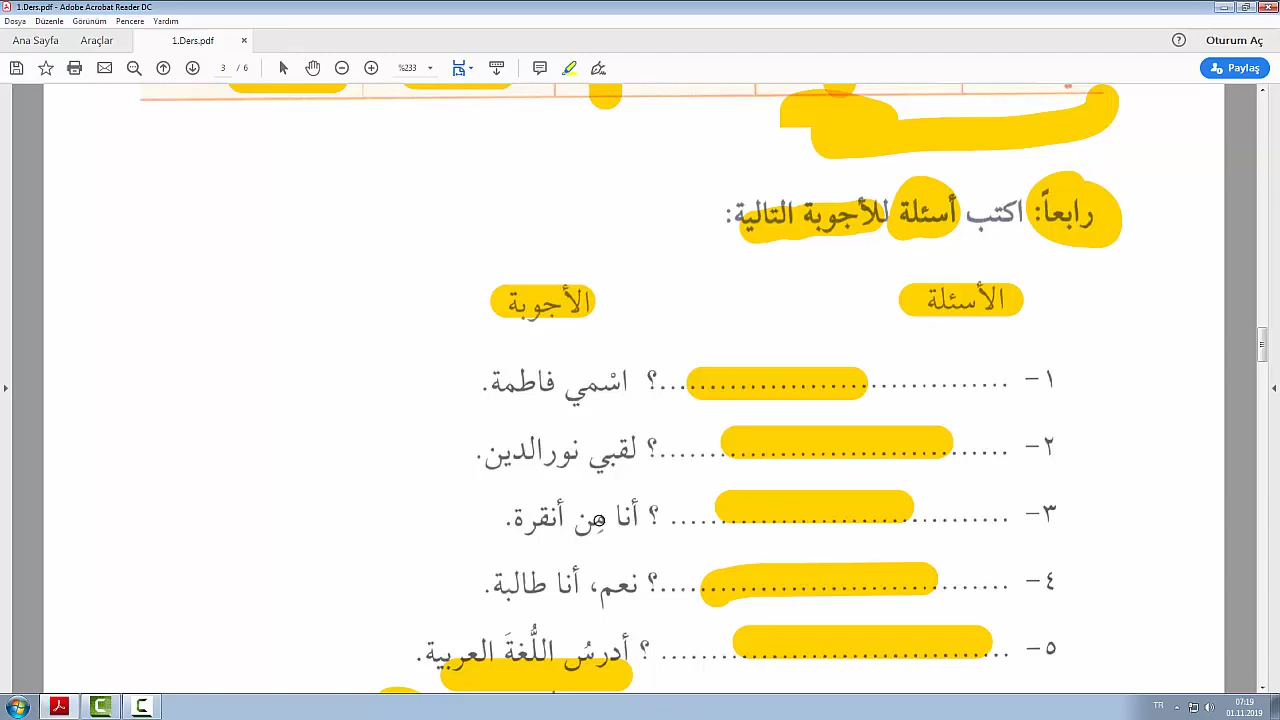 1.Ders.pdf - Adobe Acrobat Reader DC
Dosya Düzenle Görünüm Pencere Yardım
Ana Sayfa Araçlar 1.Ders.pdf × Oturum Aç
3 / 6 %233 Paylaş
رابعاً: اكتب أسئلة للأجوبة التالية:
الأسئلة الأجوبة
١- ..............................؟ اسْمي فاطمة.
٢- ..............................؟ لقبي نورالدين.
٣- .............................. ؟ أنا مِن أنقرة.
٤- ..............................؟ نعم، أنا طالبة.
٥- .............................. ؟ أدرسُ اللُّغةَ العربية.
TR 07:19
01.11.2019